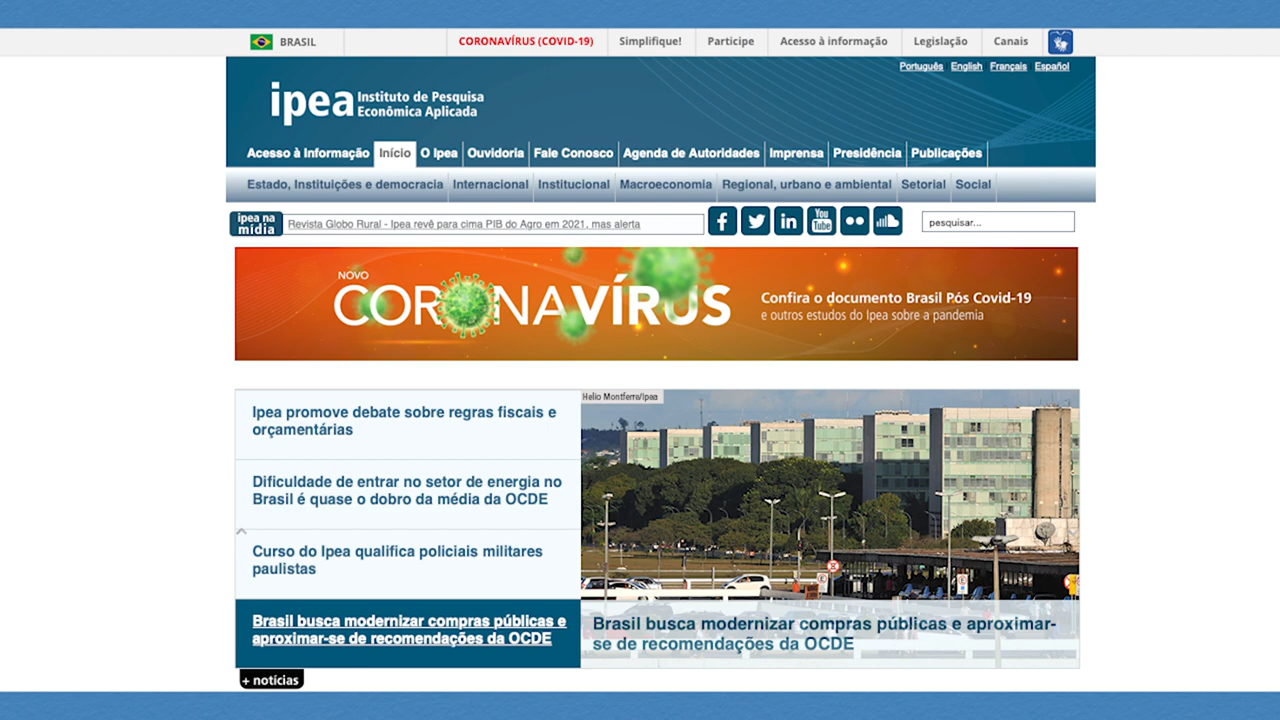 BRASIL
CORONAVÍRUS (COVID-19)
Simplifique!
Participe
Acesso à informação
Legislação
Canais
Português English Français Español
ipea Instituto de Pesquisa
Econômica Aplicada
Acesso à Informação
Início
O Ipea
Ouvidoria
Fale Conosco
Agenda de Autoridades
Imprensa
Presidência
Publicações
Estado, Instituições e democracia
Internacional
Institucional
Macroeconomia
Regional, urbano e ambiental
Setorial
Social
ipea na
mídia
Revista Globo Rural - Ipea revê para cima PIB do Agro em 2021, mas alerta
You
Tube
pesquisar...
NOVO
CORONAVÍRUS
Confira o documento Brasil Pós Covid-19
e outros estudos do Ipea sobre a pandemia
Ipea promove debate sobre regras fiscais e
orçamentárias
Dificuldade de entrar no setor de energia no
Brasil é quase o dobro da média da OCDE
Curso do Ipea qualifica policiais militares
paulistas
Brasil busca modernizar compras públicas e
aproximar-se de recomendações da OCDE
Helio Montferre/Ipea
Brasil busca modernizar compras públicas e aproximar-
se de recomendações da OCDE
+ notícias